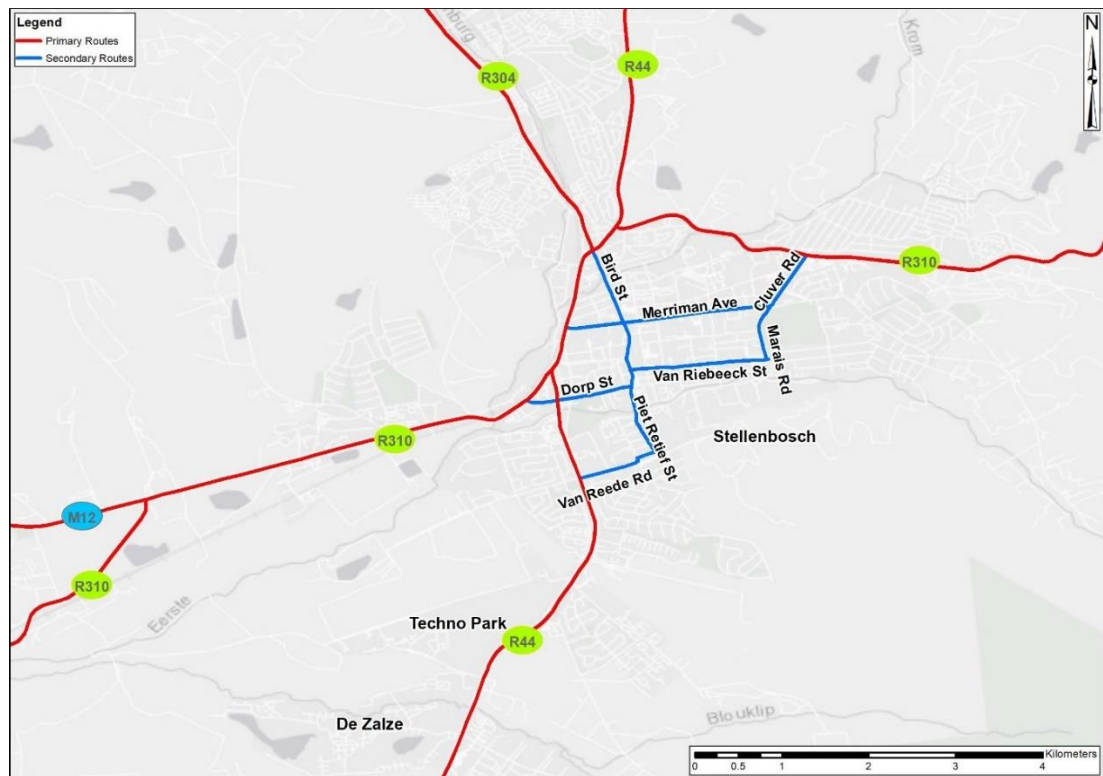 Legend
Primary Routes
Secondary Routes
N
R304
R44
Krom
R310
Bird St
Cluver Rd
Merriman Ave
Marais Rd
Van Riebeeck St
Dorp St
Piet Retief St
Stellenbosch
R310
Van Reede Rd
M12
R310
Eerste
Techno Park
R44
De Zalze
Blouklip
Kilometers
0 0.5 1 2 3 4